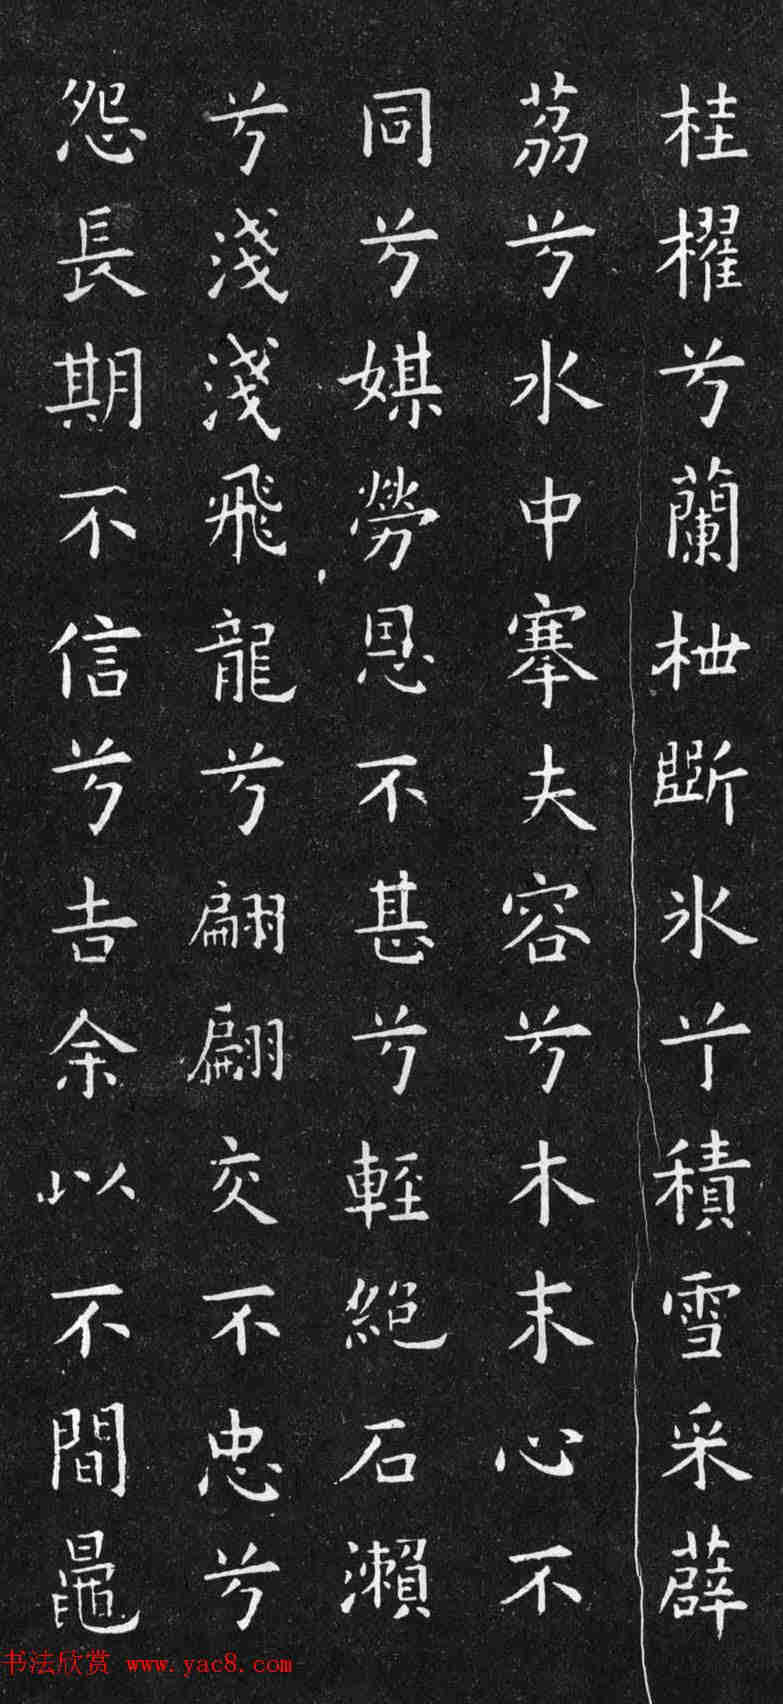 桂櫂兮蘭枻斲氷兮積雪采薜
荔兮水中搴夫容兮木末心不
同兮媒勞恩不甚兮輕絕石瀨
兮淺淺飛龍兮翩翩交不忠兮
怨長期不信兮告余以不間鼂
书法欣赏 www.yac8.com